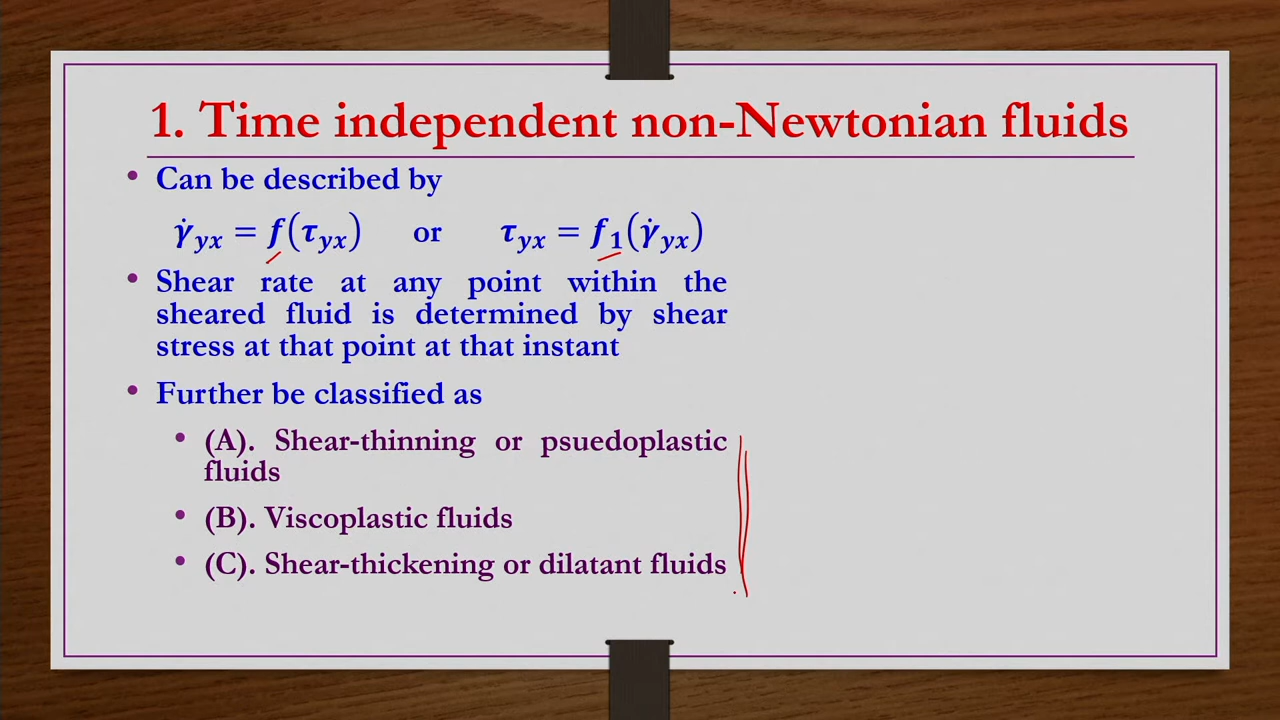 1. Time independent non-Newtonian fluids
• Can be described by
γ̇yx = f(τyx) or τyx = f1(γ̇yx)
• Shear rate at any point within the
sheared fluid is determined by shear
stress at that point at that instant
• Further be classified as
• (A). Shear-thinning or psuedoplastic
fluids
• (B). Viscoplastic fluids
• (C). Shear-thickening or dilatant fluids